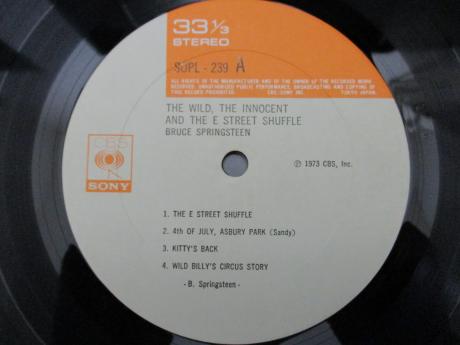 33 1/3
STEREO
SOPL - 239 A
ALL RIGHTS OF THE MANUFACTURER AND OF THE OWNER OF THE RECORDED WORK
RESERVED. UNAUTHORIZED PUBLIC PERFORMANCE, BROADCASTING AND COPYING OF
THIS RECORD PROHIBITED. CBS/SONY INC. TOKYO JAPAN.
THE WILD, THE INNOCENT
AND THE E STREET SHUFFLE
BRUCE SPRINGSTEEN
CBS
SONY
℗ 1973 CBS, Inc.
1. THE E STREET SHUFFLE
2. 4th OF JULY, ASBURY PARK (Sandy)
3. KITTY'S BACK
4. WILD BILLY'S CIRCUS STORY
- B. Springsteen -